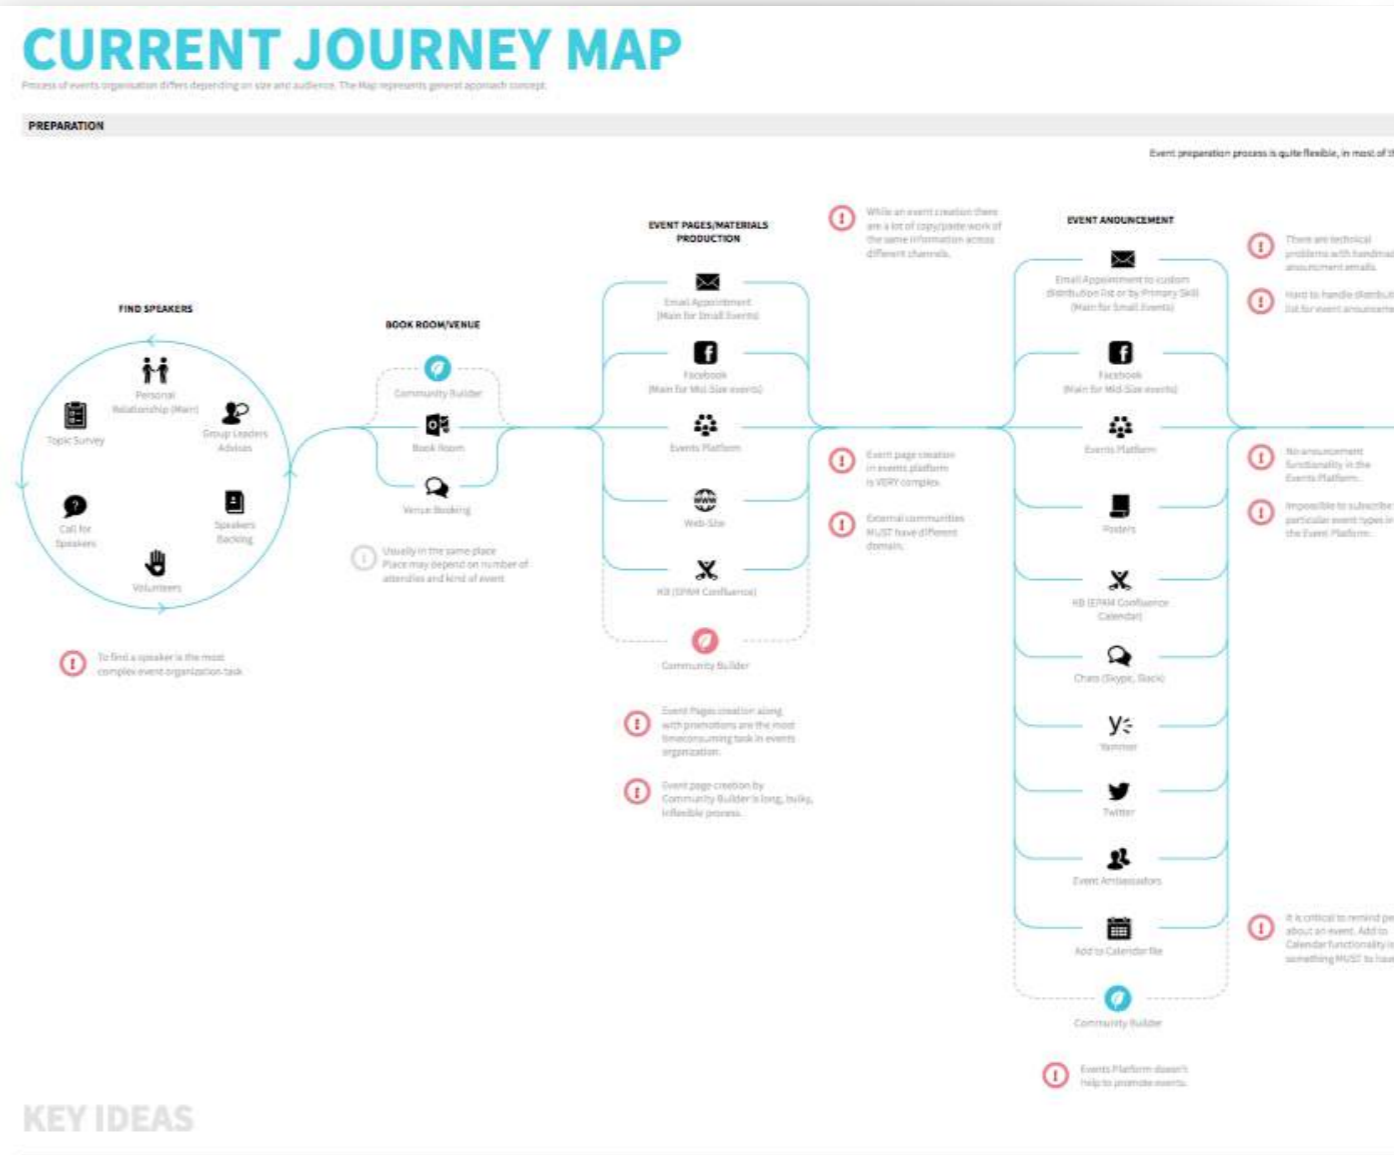 CURRENT JOURNEY MAP
Process of events organisation differs depending on size and audience. The Map represents general approach concept.
PREPARATION
Event preparation process is quite flexible, in most of th
FIND SPEAKERS
Personal
Relationship (Main)
Topic Survey
Group Leaders
Advices
Call for
Speakers
Speakers
Backlog
Volunteers
To find a speaker is the most
complex event organization task
BOOK ROOM/VENUE
Community Builder
Book Room
Venue Booking
Usually in the same place
Place may depend on number of
attendies and kind of event
EVENT PAGES/MATERIALS
PRODUCTION
Email Appointment
(Main for Small Events)
Facebook
(Main for Mid-Size events)
Events Platform
www
Web-Site
KB (EPAM Confluence)
Community Builder
Event Pages creation along
with promotions are the most
timeconsuming task in events
organization.
Event page creation by
Community Builder is long, bulky,
inflexible process.
While an event creation there
are a lot of copy/paste work of
the same information across
different channels.
Event page creation
in events platform
is VERY complex.
External communities
MUST have different
domain.
EVENT ANOUNCEMENT
Email Appointment to custom
distribution list or by Primary Skill
(Main for Small Events)
Facebook
(Main for Mid-Size events)
Events Platform
Posters
KB (EPAM Confluence
Calendar)
Chats (Skype, Slack)
Yammer
Twitter
Event Ambassadors
Add to Calender file
Community Builder
Events Platform doesn't
help to promote events.
There are technical
problems with handmad
anouncment emails.
Hard to handle distributi
list for event anounceme
No anouncement
functionality in the
Events Platform.
Impossible to subscribe
particular event types in
the Event Platform.
It is critical to remind pe
about an event. Add to
Calendar functionality is
something MUST to have
KEY IDEAS